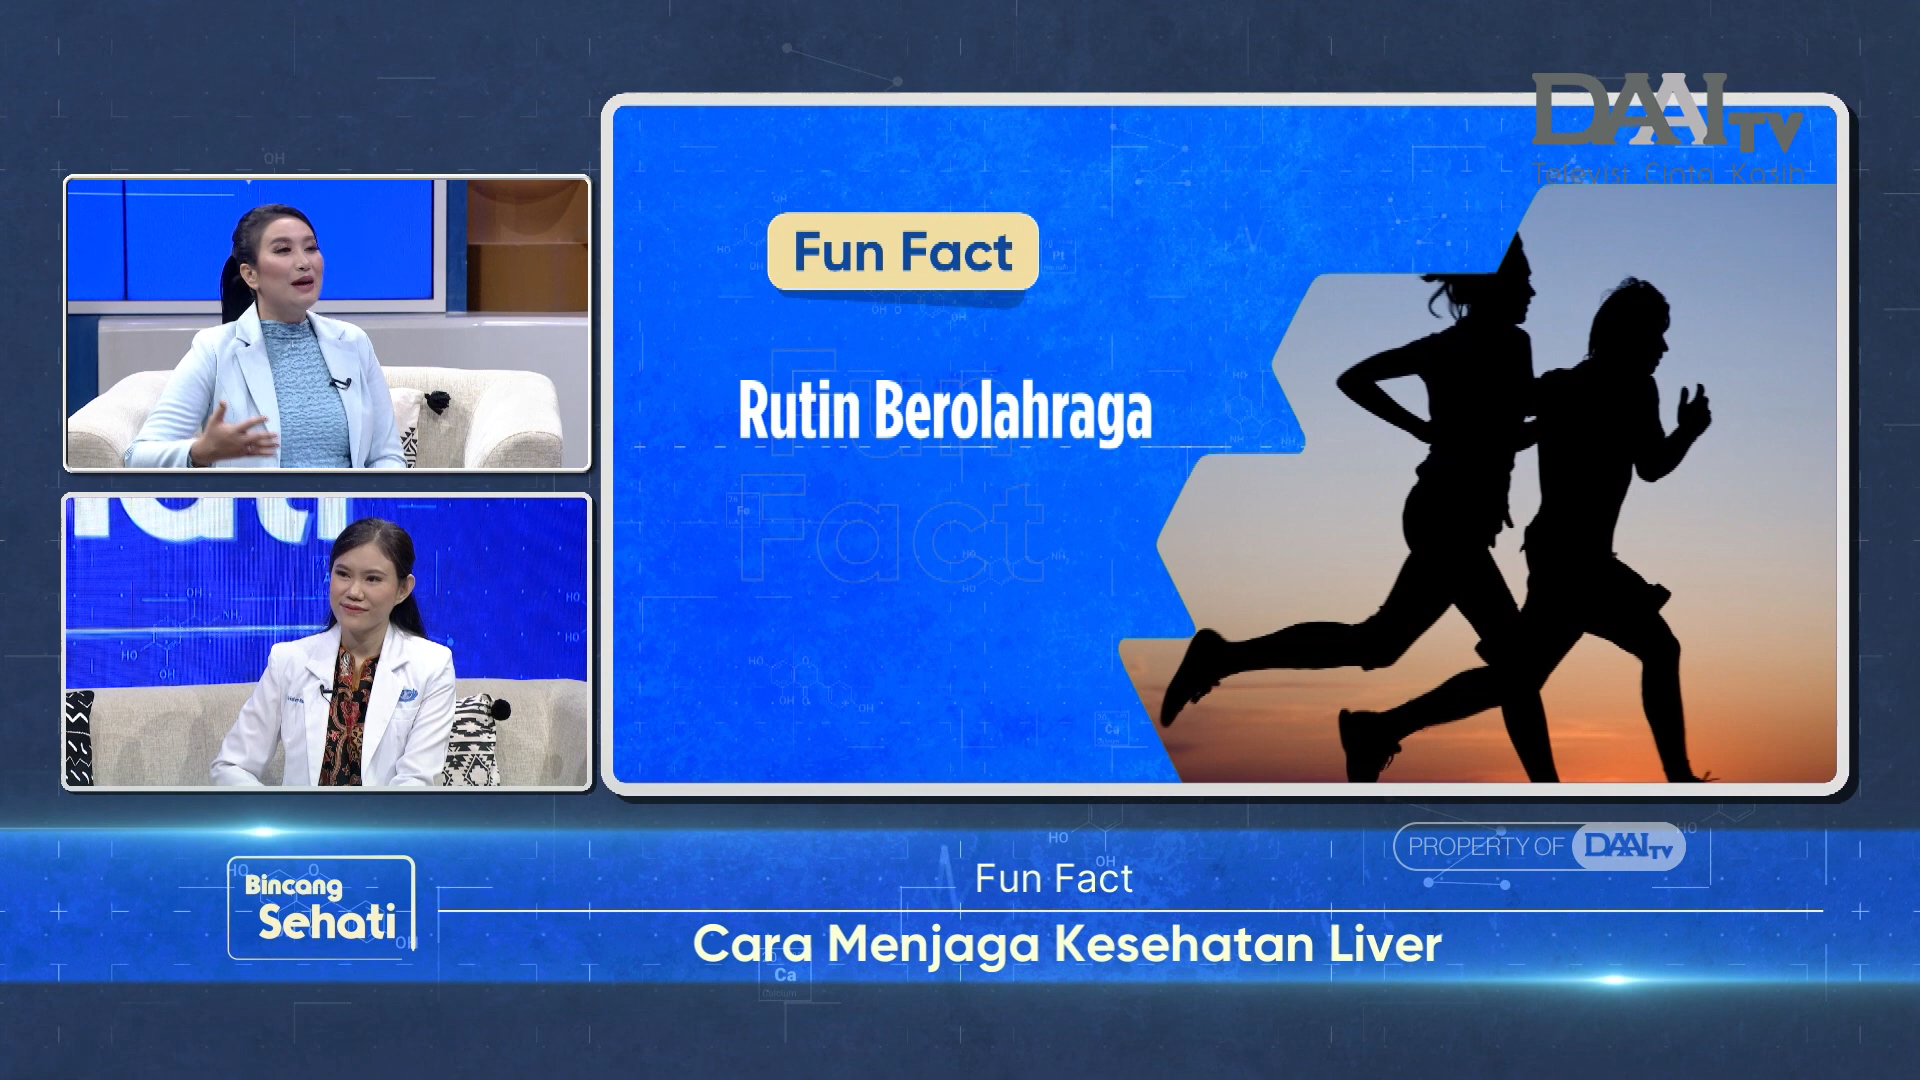 DAAI TV
Televisi Cinta Kasih
Fun Fact
Rutin Berolahraga
Fun
Fact
PROPERTY OF DAAI TV
Bincang
Sehati
Fun Fact
Cara Menjaga Kesehatan Liver